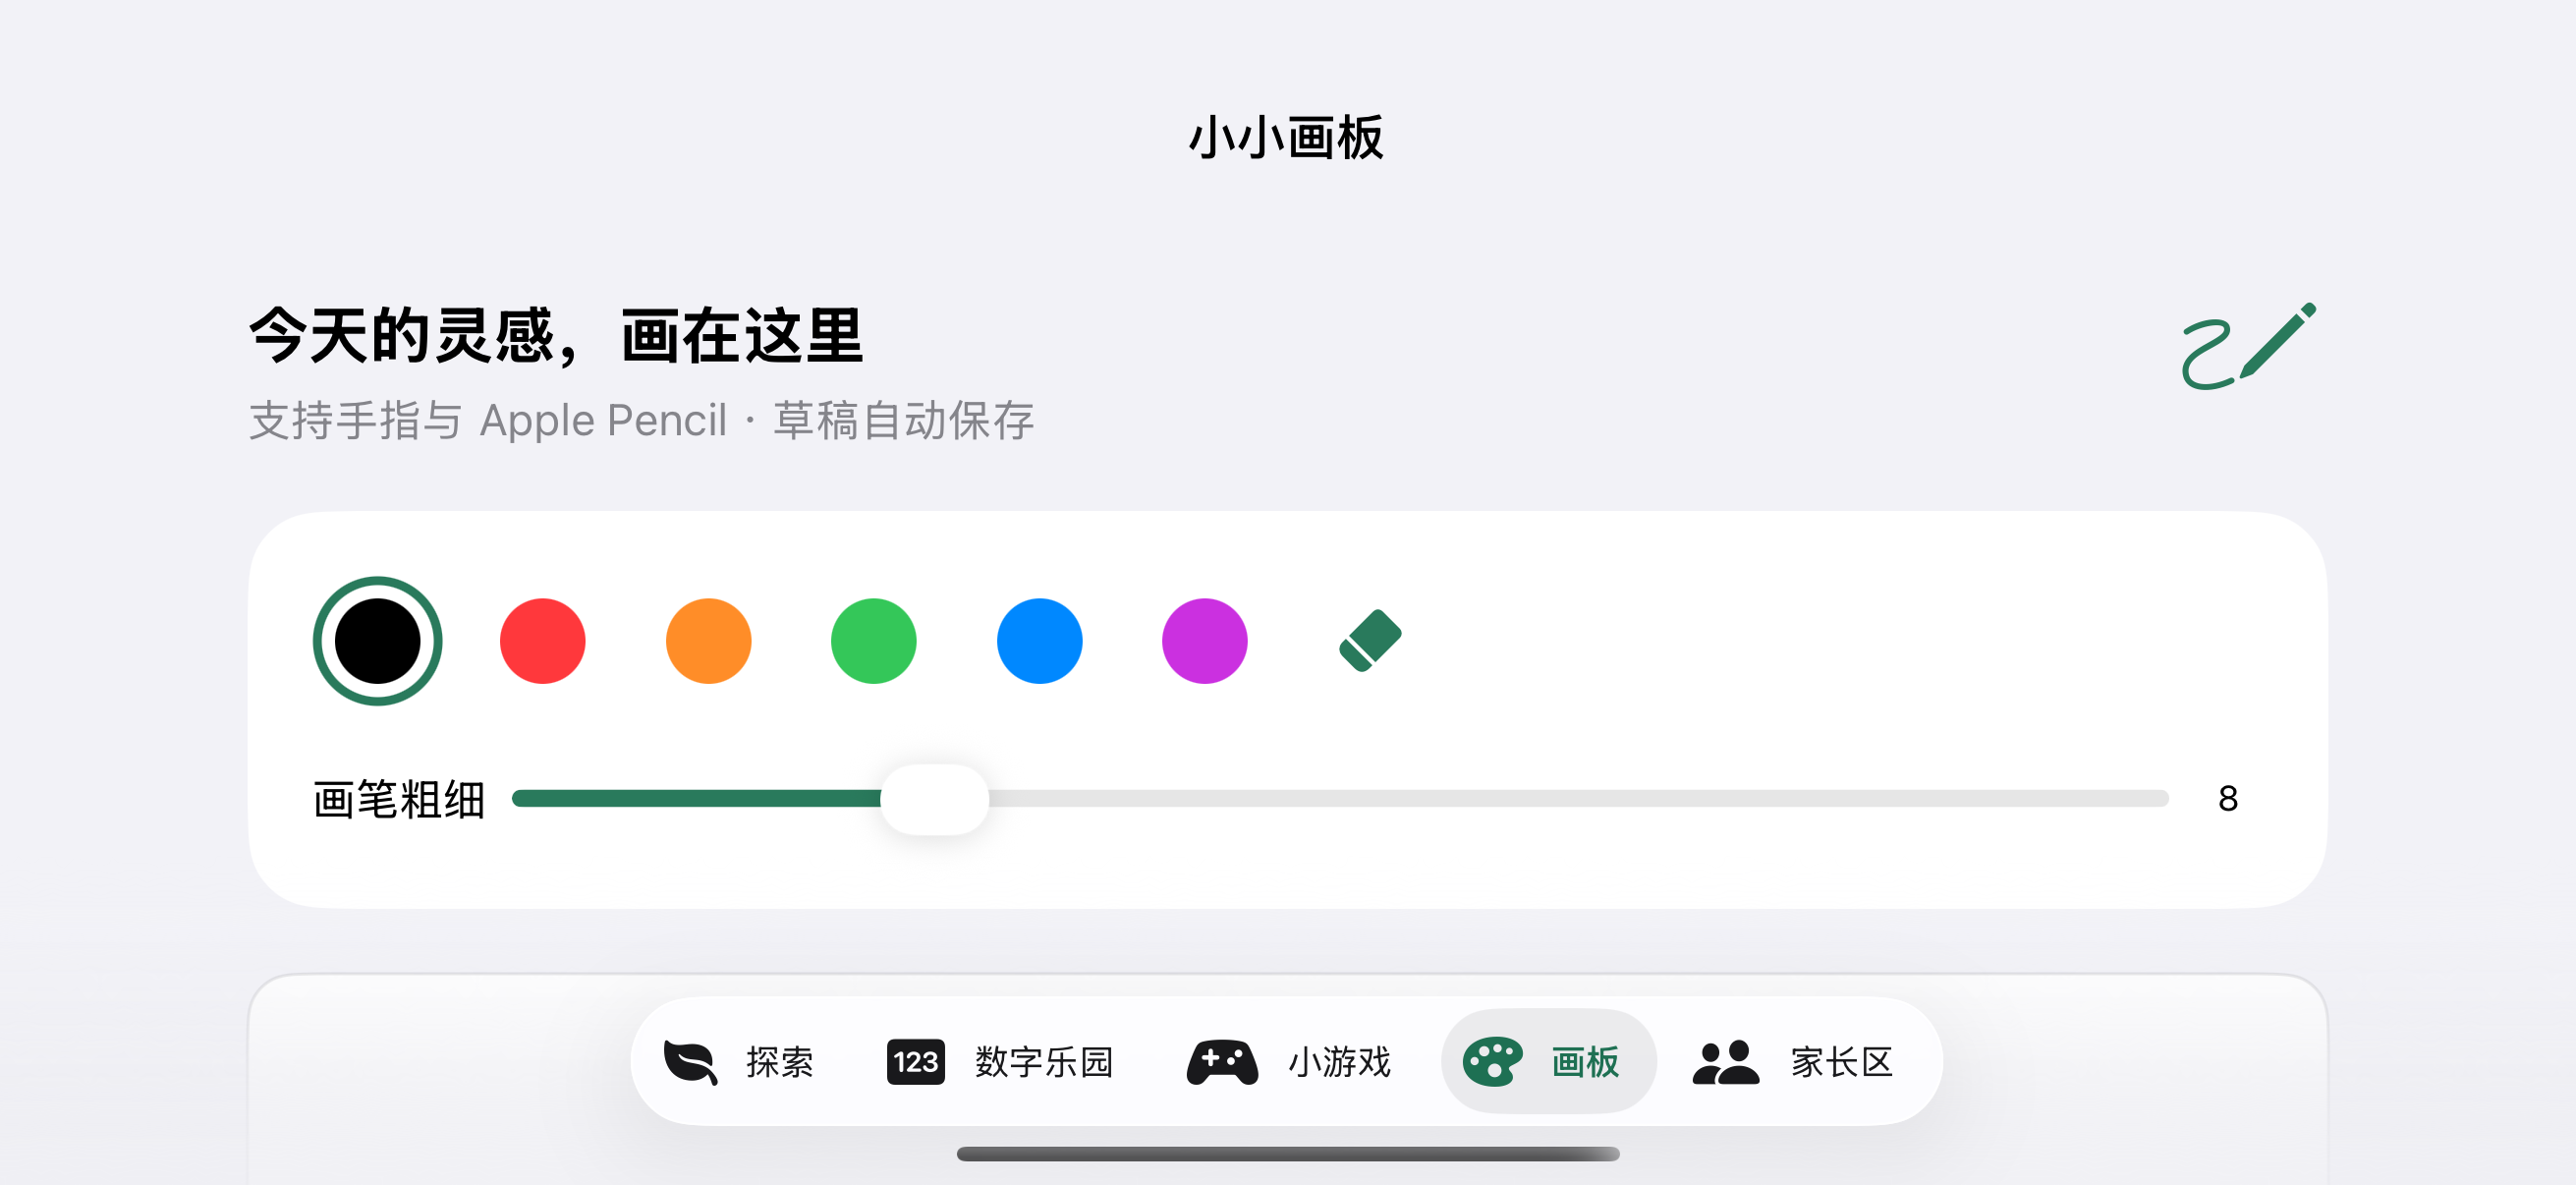 小小画板
今天的灵感，画在这里
支持手指与 Apple Pencil · 草稿自动保存
画笔粗细 8
探索 123 数字乐园 小游戏 画板 家长区